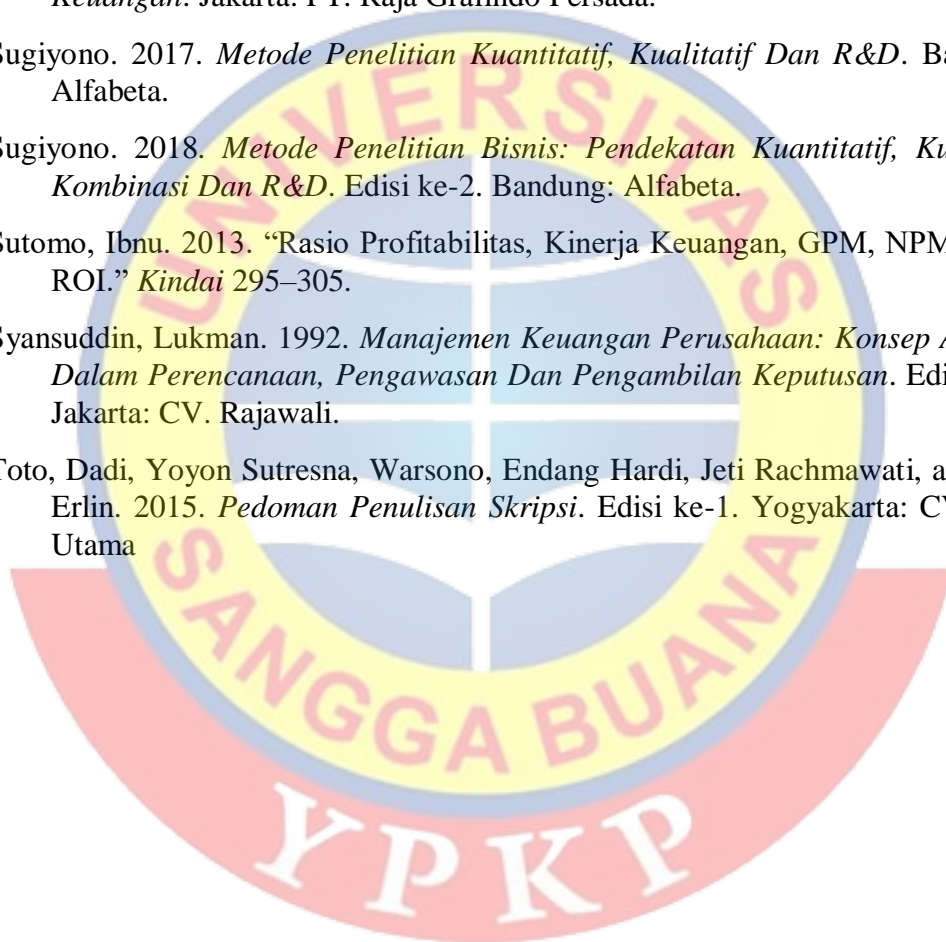 Keuangan. Jakarta: PT. Raja Grafindo Persada.
Sugiyono. 2017. Metode Penelitian Kuantitatif, Kualitatif Dan R&D. Ba
Alfabeta.
Sugiyono. 2018. Metode Penelitian Bisnis: Pendekatan Kuantitatif, Ku
Kombinasi Dan R&D. Edisi ke-2. Bandung: Alfabeta.
Sutomo, Ibnu. 2013. “Rasio Profitabilitas, Kinerja Keuangan, GPM, NPM
ROI.” Kindai 295–305.
Syansuddin, Lukman. 1992. Manajemen Keuangan Perusahaan: Konsep A
Dalam Perencanaan, Pengawasan Dan Pengambilan Keputusan. Edi
Jakarta: CV. Rajawali.
Toto, Dadi, Yoyon Sutresna, Warsono, Endang Hardi, Jeti Rachmawati, a
Erlin. 2015. Pedoman Penulisan Skripsi. Edisi ke-1. Yogyakarta: CV
Utama
UNIVERSITAS
SANGGA BUANA
YPKP